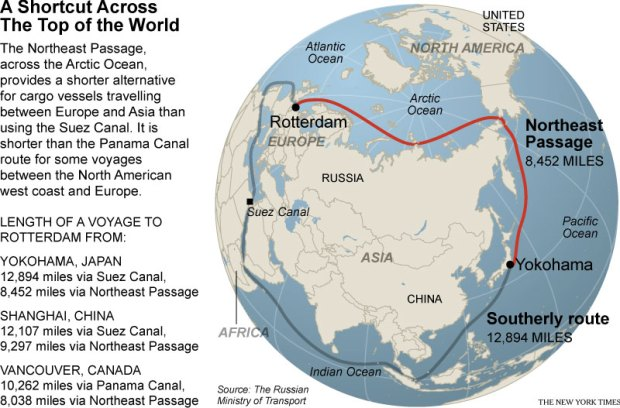 A Shortcut Across
The Top of the World
The Northeast Passage,
across the Arctic Ocean,
provides a shorter alternative
for cargo vessels travelling
between Europe and Asia than
using the Suez Canal. It is
shorter than the Panama Canal
route for some voyages
between the North American
west coast and Europe.
LENGTH OF A VOYAGE TO
ROTTERDAM FROM:
YOKOHAMA, JAPAN
12,894 miles via Suez Canal,
8,452 miles via Northeast Passage
SHANGHAI, CHINA
12,107 miles via Suez Canal,
9,297 miles via Northeast Passage
VANCOUVER, CANADA
10,262 miles via Panama Canal,
8,038 miles via Northeast Passage
UNITED
STATES
NORTH AMERICA
Atlantic
Ocean
Arctic
Ocean
Rotterdam
EUROPE
Northeast
Passage
8,452 MILES
RUSSIA
Suez Canal
Pacific
Ocean
ASIA
Yokohama
CHINA
AFRICA
Southerly route
12,894 MILES
Indian Ocean
Source: The Russian
Ministry of Transport
THE NEW YORK TIMES